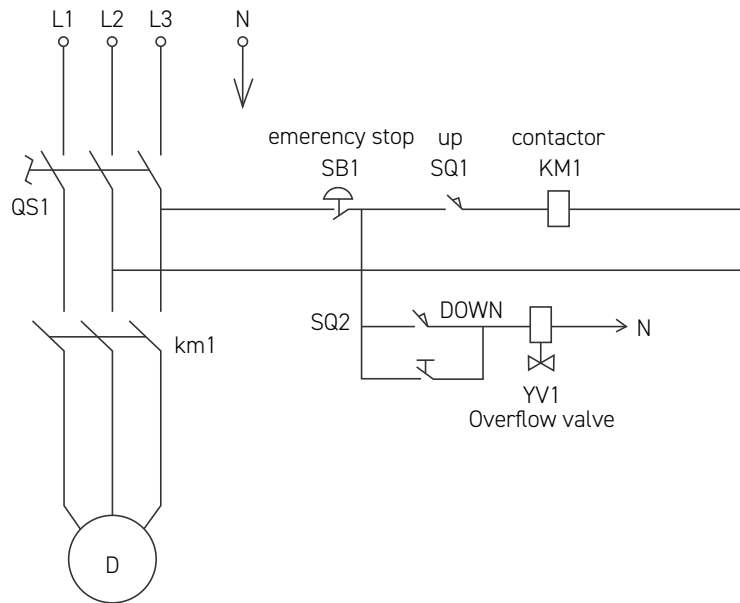 L1 L2 L3 N
emerency stop up contactor
SB1 SQ1 KM1
QS1
SQ2 DOWN
N
km1
YV1
Overflow valve
D